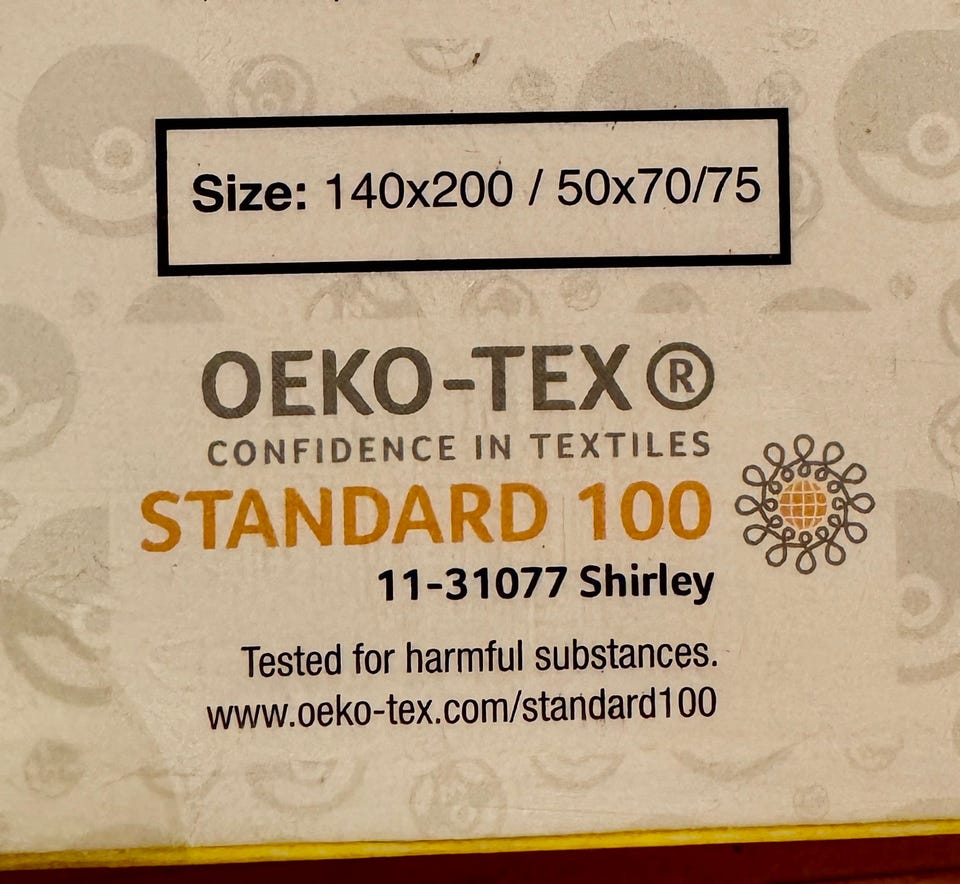 Size: 140x200 / 50x70/75
OEKO-TEX®
CONFIDENCE IN TEXTILES
STANDARD 100
11-31077 Shirley
Tested for harmful substances.
www.oeko-tex.com/standard100